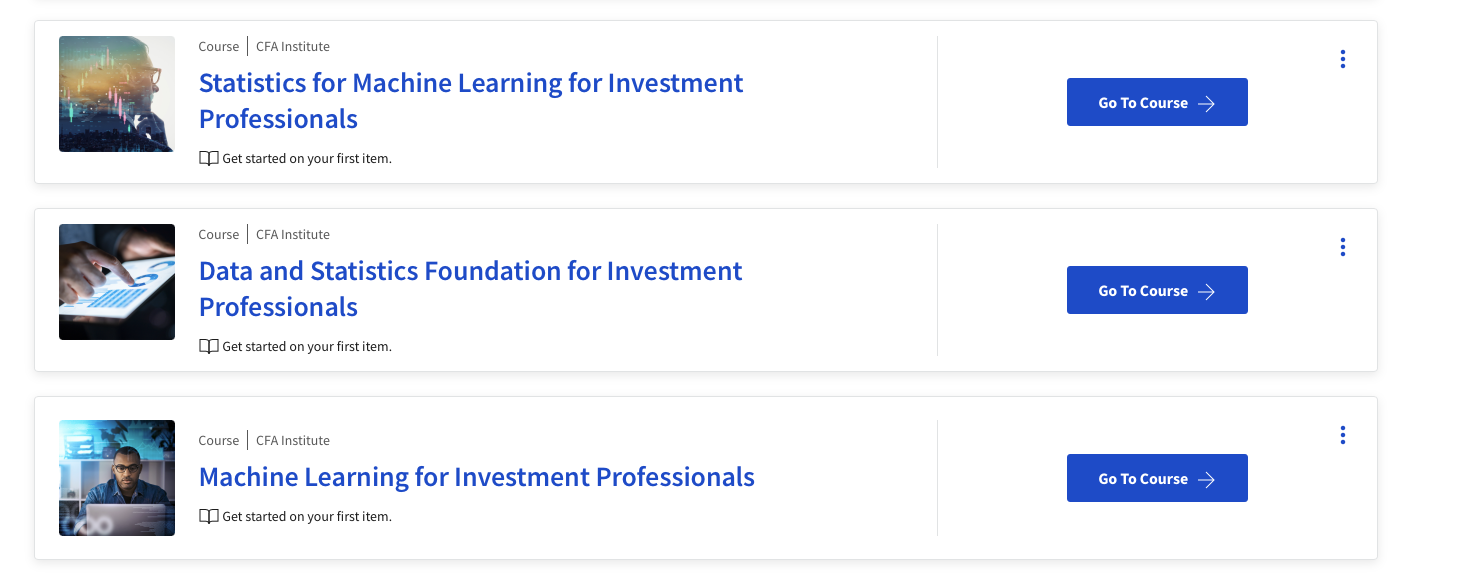 Course | CFA Institute
Statistics for Machine Learning for Investment
Professionals
Get started on your first item.
Go To Course
Course | CFA Institute
Data and Statistics Foundation for Investment
Professionals
Get started on your first item.
Go To Course
Course | CFA Institute
Machine Learning for Investment Professionals
Get started on your first item.
Go To Course